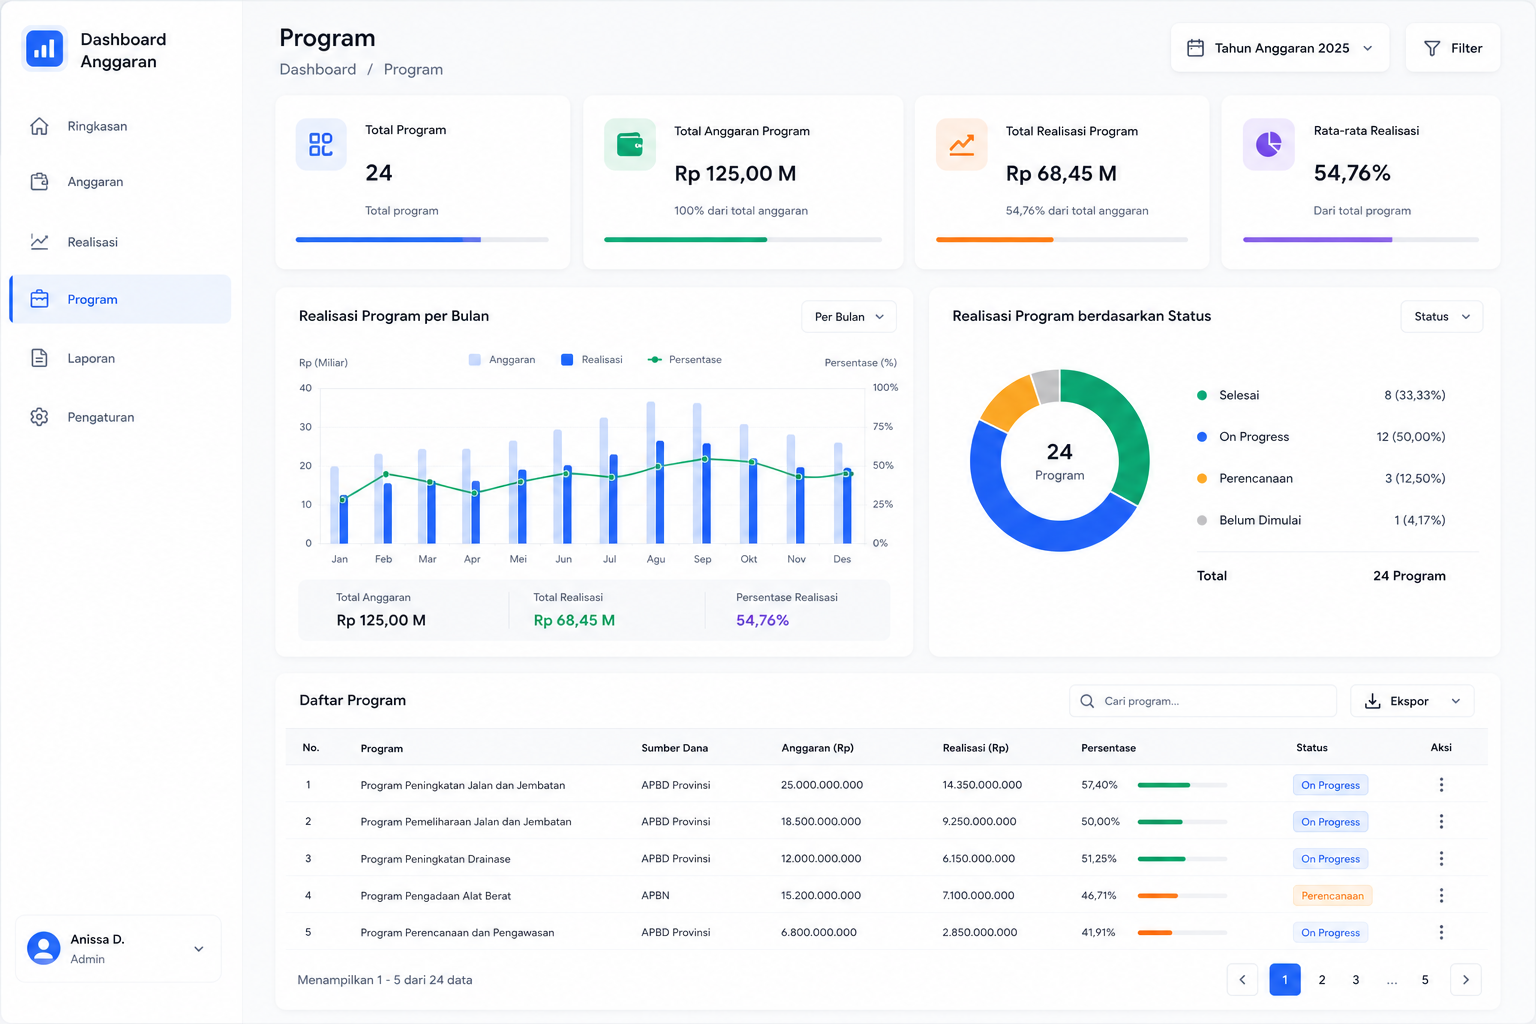 Dashboard
Anggaran
Ringkasan
Anggaran
Realisasi
Program
Laporan
Pengaturan
Anissa D.
Admin
Program
Dashboard / Program
Tahun Anggaran 2025
Filter
Total Program
24
Total program
Total Anggaran Program
Rp 125,00 M
100% dari total anggaran
Total Realisasi Program
Rp 68,45 M
54,76% dari total anggaran
Rata-rata Realisasi
54,76%
Dari total program
Realisasi Program per Bulan
Per Bulan
Rp (Miliar)
Anggaran Realisasi Persentase
Persentase (%)
40 100%
30 75%
20 50%
10 25%
0 0%
Jan Feb Mar Apr Mei Jun Jul Agu Sep Okt Nov Des
Total Anggaran
Rp 125,00 M
Total Realisasi
Rp 68,45 M
Persentase Realisasi
54,76%
Realisasi Program berdasarkan Status
Status
24
Program
Selesai 8 (33,33%)
On Progress 12 (50,00%)
Perencanaan 3 (12,50%)
Belum Dimulai 1 (4,17%)
Total 24 Program
Daftar Program
Cari program...
Ekspor
No. Program Sumber Dana Anggaran (Rp) Realisasi (Rp) Persentase Status Aksi
1 Program Peningkatan Jalan dan Jembatan APBD Provinsi 25.000.000.000 14.350.000.000 57,40% On Progress
2 Program Pemeliharaan Jalan dan Jembatan APBD Provinsi 18.500.000.000 9.250.000.000 50,00% On Progress
3 Program Peningkatan Drainase APBD Provinsi 12.000.000.000 6.150.000.000 51,25% On Progress
4 Program Pengadaan Alat Berat APBN 15.200.000.000 7.100.000.000 46,71% Perencanaan
5 Program Perencanaan dan Pengawasan APBD Provinsi 6.800.000.000 2.850.000.000 41,91% On Progress
Menampilkan 1 - 5 dari 24 data
1 2 3 ... 5